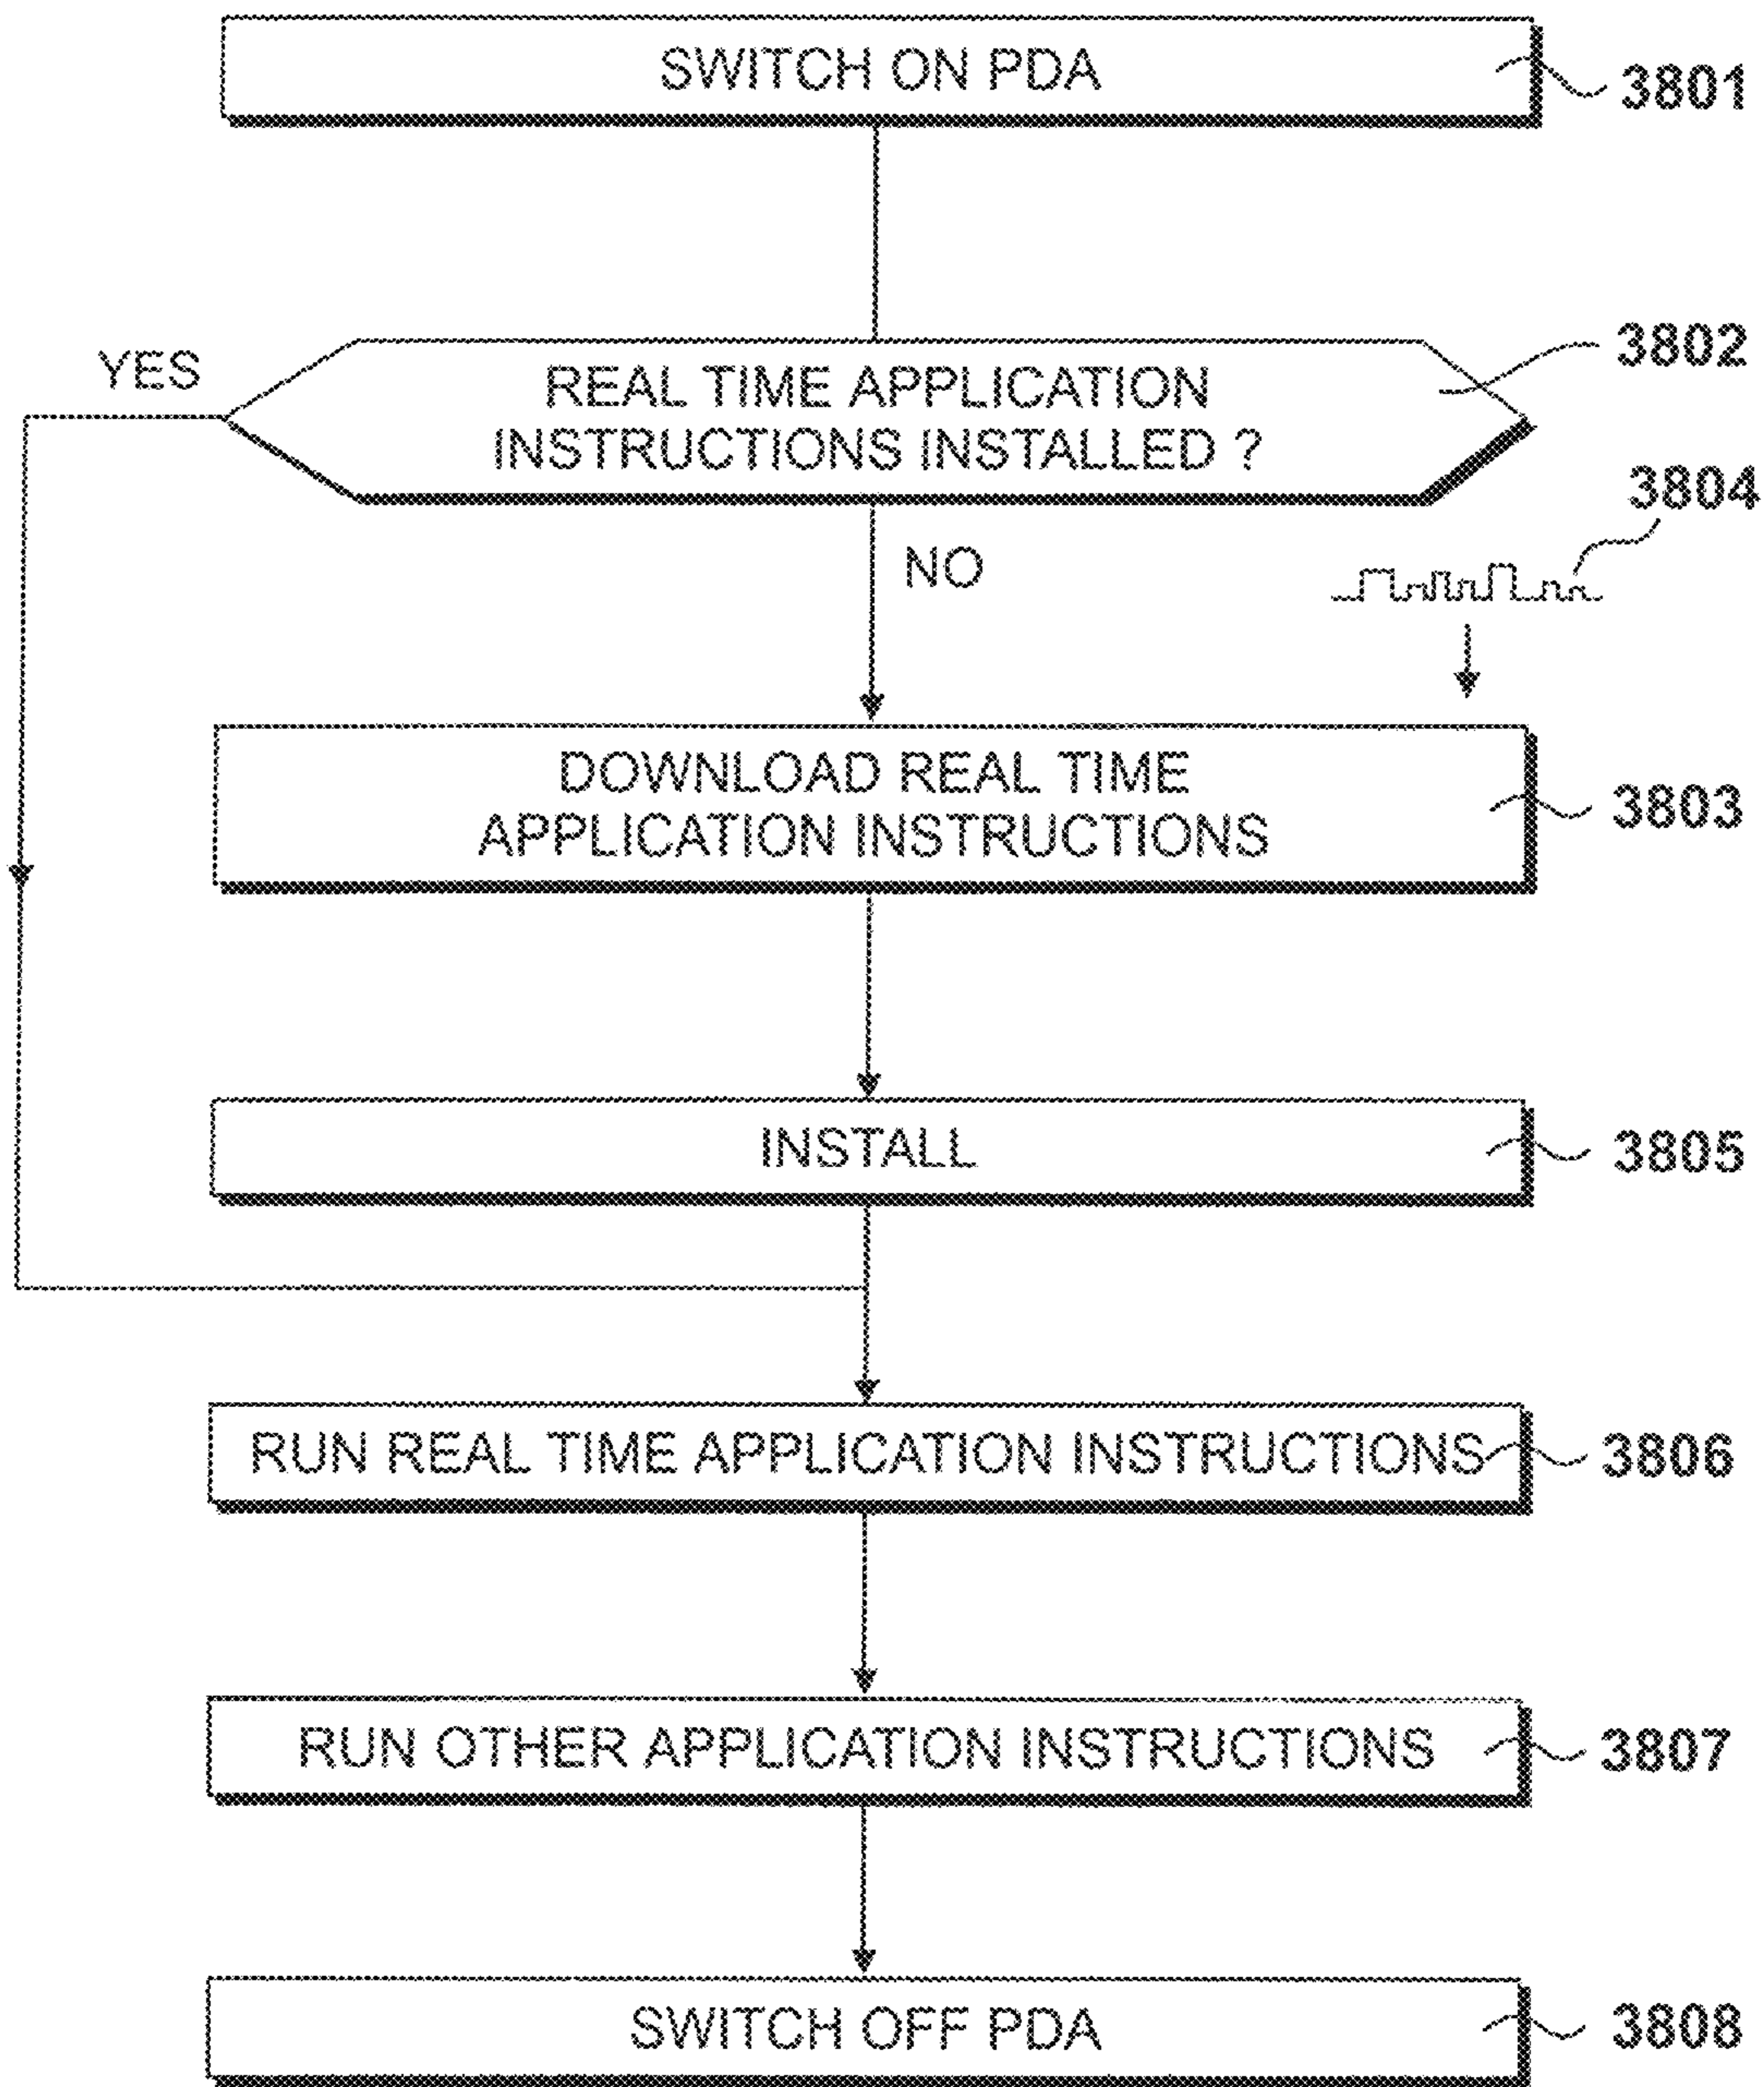 SWITCH ON PDA
3801
YES
REAL TIME APPLICATION
INSTRUCTIONS INSTALLED ?
3802
NO
3804
DOWNLOAD REAL TIME
APPLICATION INSTRUCTIONS
3803
INSTALL
3805
RUN REAL TIME APPLICATION INSTRUCTIONS
3806
RUN OTHER APPLICATION INSTRUCTIONS
3807
SWITCH OFF PDA
3808